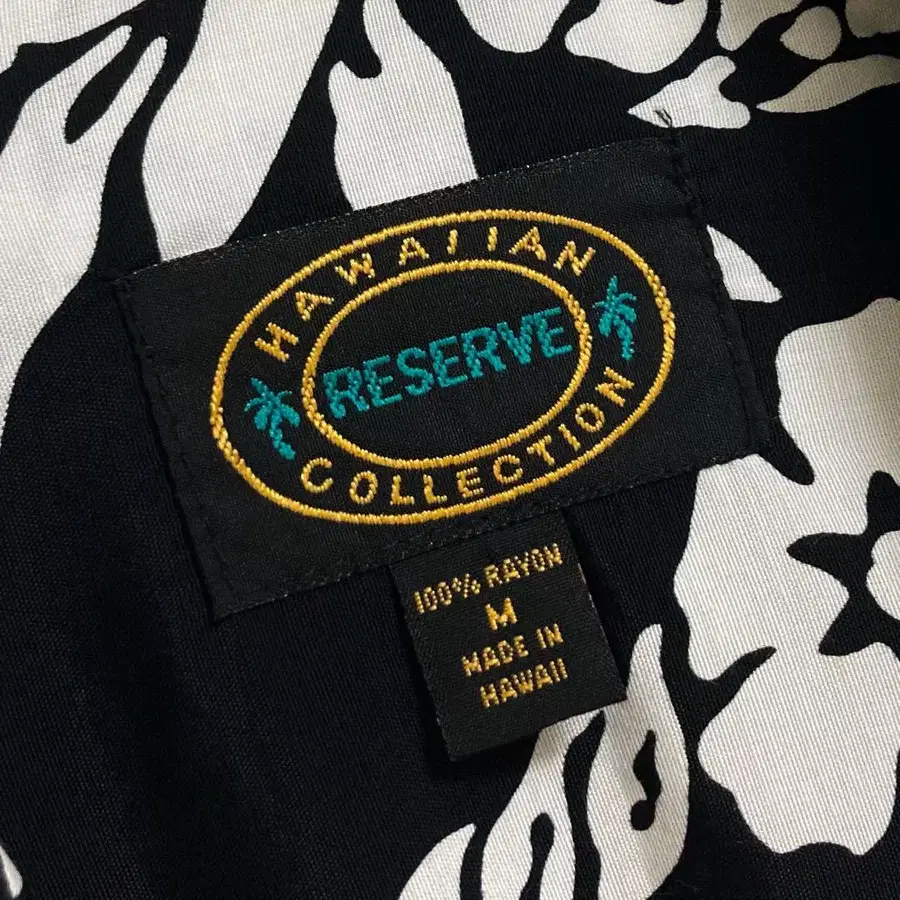 HAWAIIAN
RESERVE
COLLECTION
100% RAYON
M
MADE IN
HAWAII